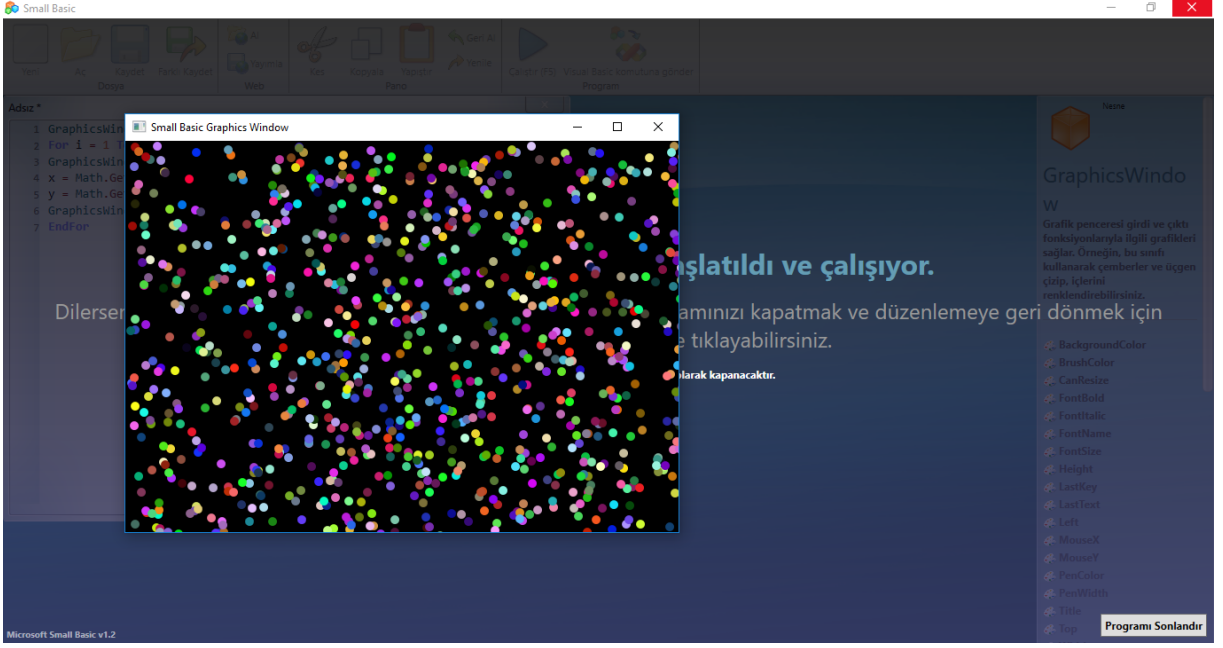 Small Basic
Yeni
Aç
Kaydet
Farklı Kaydet
Dosya
Al
Yayımla
Web
Kes
Kopyala
Yapıştır
Geri Al
Yinele
Pano
Çalıştır (F5)
Visual Basic komutuna gönder
Program
Adsız *
1 GraphicsWin
2 For i = 1 T
3 GraphicsWin
4 x = Math.Ge
5 y = Math.Ge
6 GraphicsWin
7 EndFor
Small Basic Graphics Window
şlatıldı ve çalışıyor.
Dilerser
amınızı kapatmak ve düzenlemeye geri dönmek için
e tıklayabilirsiniz.
olarak kapanacaktır.
Nesne
GraphicsWindo
w
Grafik penceresi girdi ve çıktı
fonksiyonlarıyla ilgili grafikleri
sağlar. Örneğin, bu sınıfı
kullanarak çemberler ve üçgen
çizip, içlerini
renklendirebilirsiniz.
BackgroundColor
BrushColor
CanResize
FontBold
FontItalic
FontName
FontSize
Height
LastKey
LastText
Left
MouseX
MouseY
PenColor
PenWidth
Title
Top
Programı Sonlandır
Microsoft Small Basic v1.2